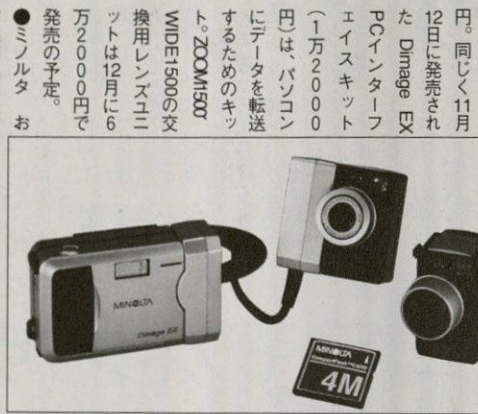 円。同じく11月
12日に発売され
た Dimage EX
PCインターフ
ェイスキット
(1万2000
円)は、パソコン
にデータを転送
するためのキッ
ト。ZOOM1500
WIDE1500の交
換用レンズユニ
ットは12月に6
万2000円で
発売の予定。
●ミノルタ お
MINOLTA
Dimage EX
MINOLTA
CompactFlash™CARD
4M